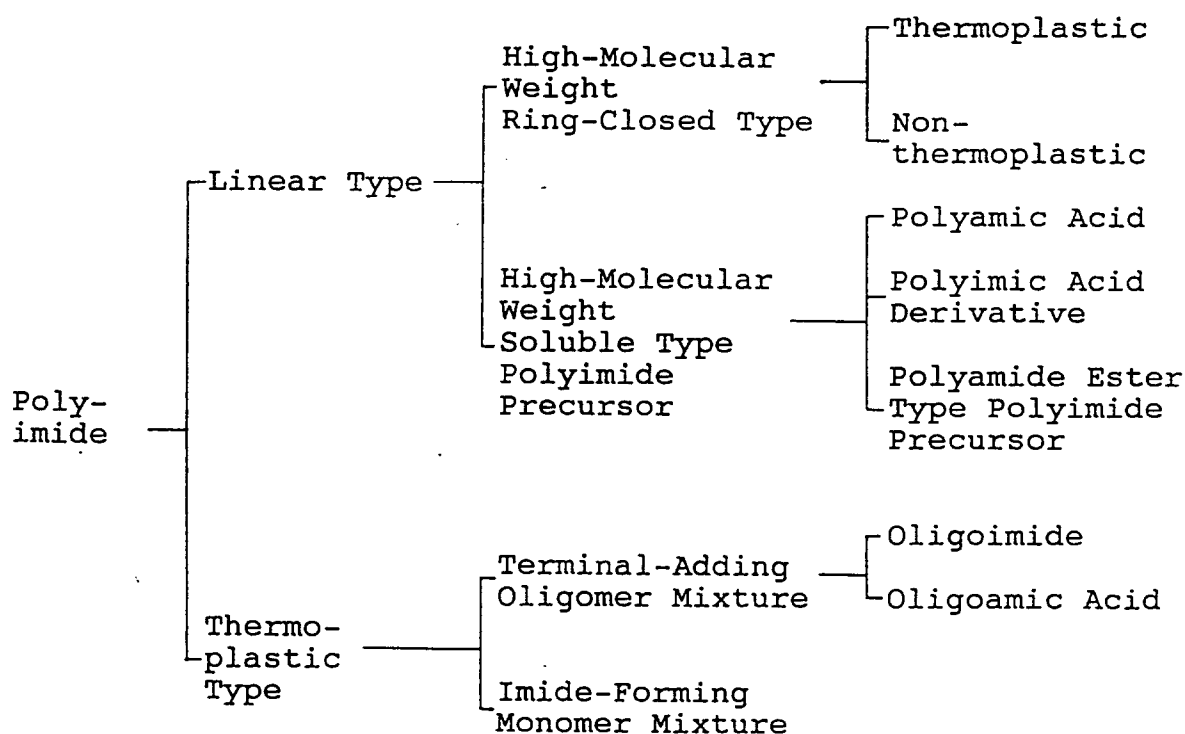 Poly-
imide
Linear Type
High-Molecular
Weight
Ring-Closed Type
Thermoplastic
Non-
thermoplastic
High-Molecular
Weight
Soluble Type
Polyimide
Precursor
Polyamic Acid
Polyimic Acid
Derivative
Polyamide Ester
Type Polyimide
Precursor
Thermo-
plastic
Type
Terminal-Adding
Oligomer Mixture
Oligoimide
Oligoamic Acid
Imide-Forming
Monomer Mixture